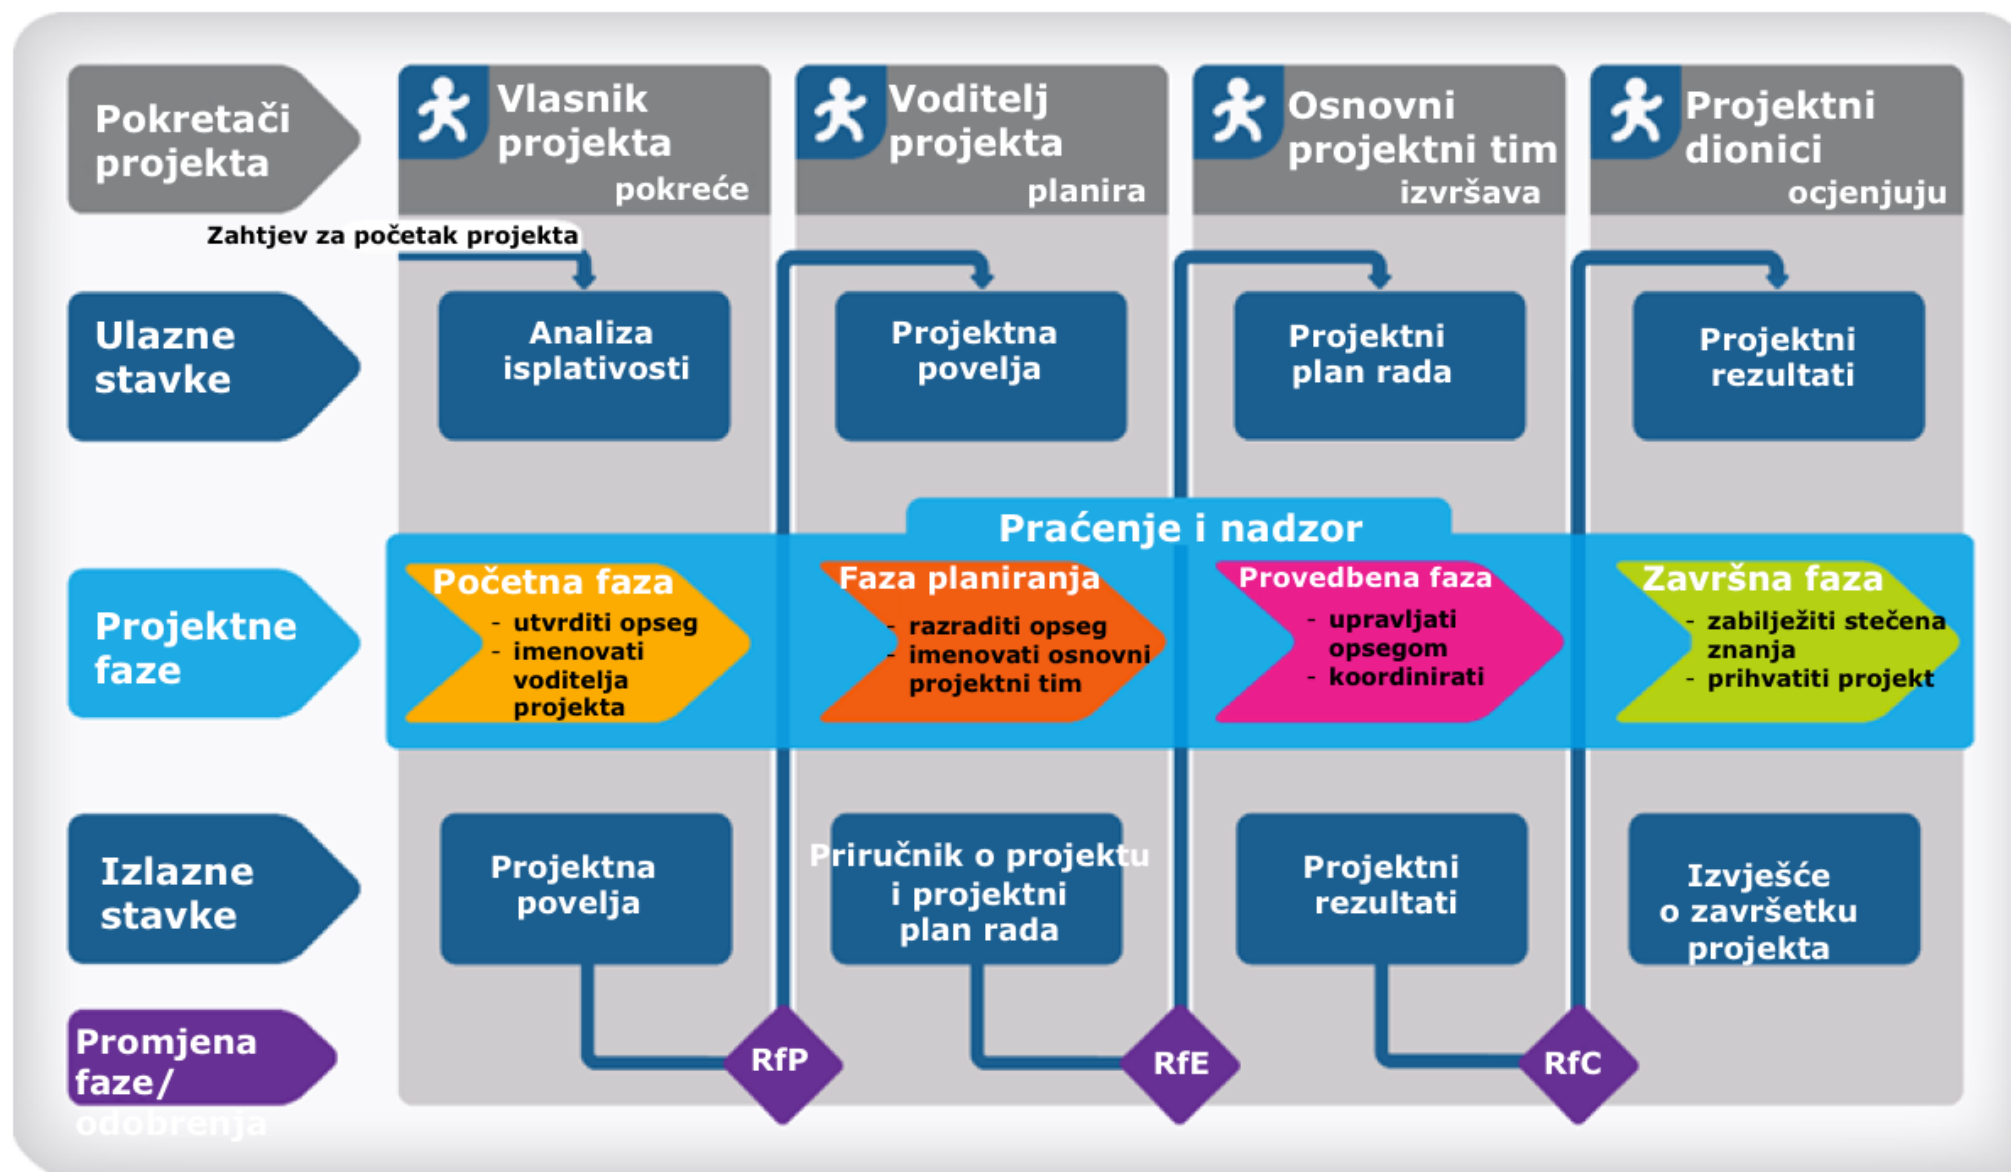 Pokretači
projekta
Vlasnik
projekta
pokreće
Voditelj
projekta
planira
Osnovni
projektni tim
izvršava
Projektni
dionici
ocjenjuju
Zahtjev za početak projekta
Ulazne
stavke
Analiza
isplativosti
Projektna
povelja
Projektni
plan rada
Projektni
rezultati
Praćenje i nadzor
Projektne
faze
Početna faza
- utvrditi opseg
- imenovati
voditelja
projekta
Faza planiranja
- razraditi opseg
- imenovati osnovni
projektni tim
Provedbena faza
- upravljati
opsegom
- koordinirati
Završna faza
- zabilježiti stečena
znanja
- prihvatiti projekt
Izlazne
stavke
Projektna
povelja
Priručnik o projektu
i projektni
plan rada
Projektni
rezultati
Izvješće
o završetku
projekta
Promjena
faze/
odobrenja
RfP
RfE
RfC